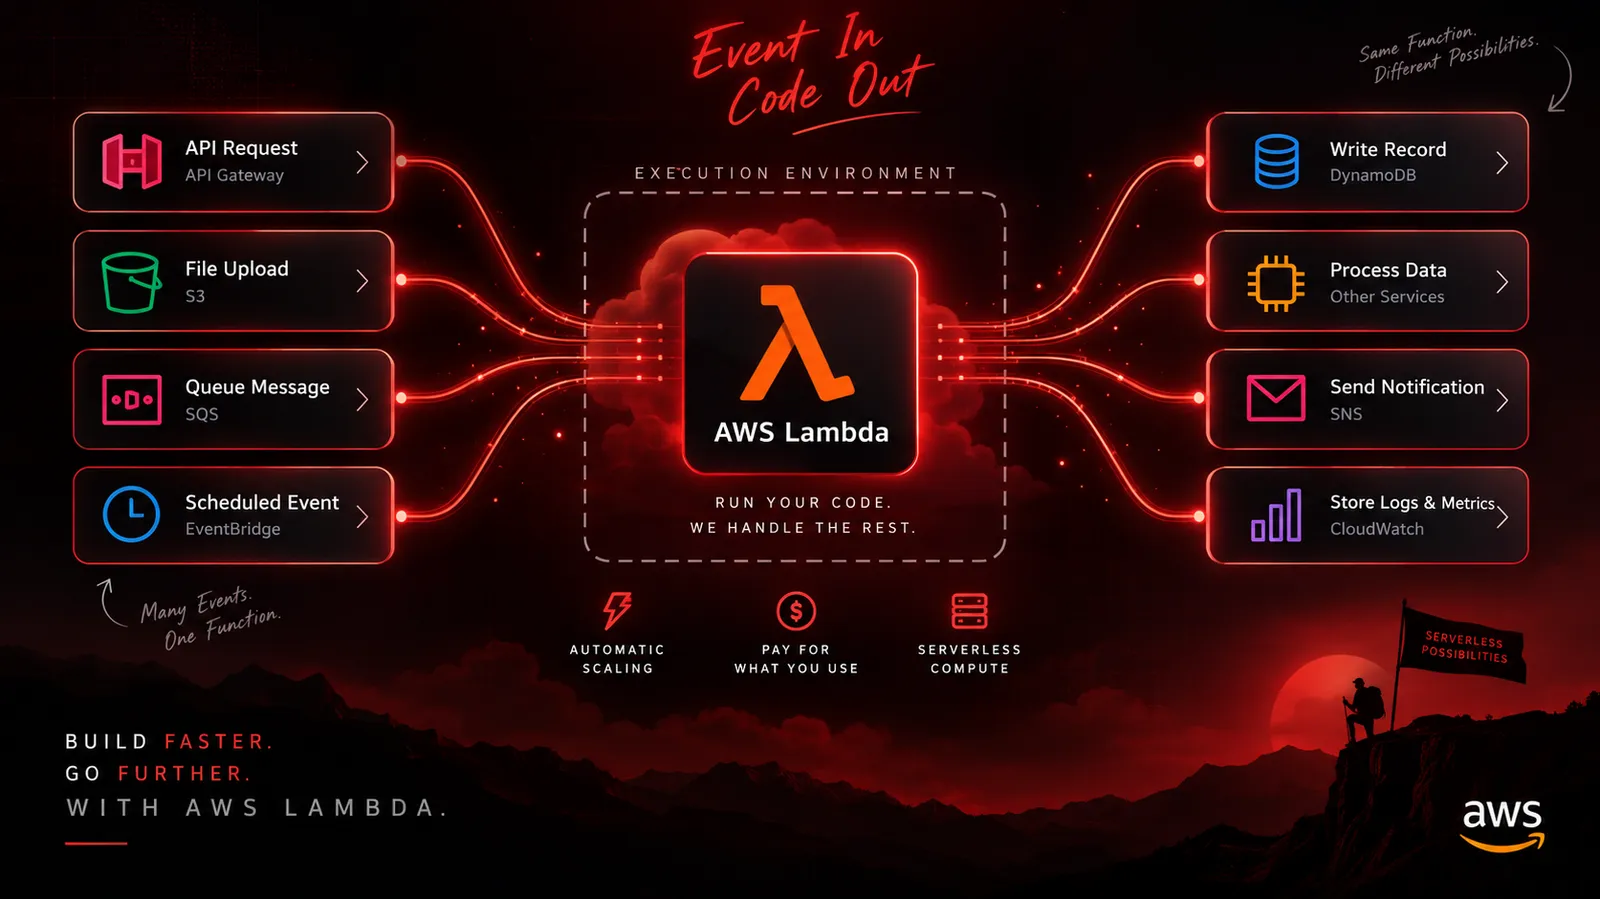 Event In
Code Out
Same Function.
Different Possibilities.
EXECUTION ENVIRONMENT
API Request
API Gateway
File Upload
S3
Queue Message
SQS
Scheduled Event
EventBridge
Many Events.
One Function.
AWS Lambda
RUN YOUR CODE.
WE HANDLE THE REST.
Write Record
DynamoDB
Process Data
Other Services
Send Notification
SNS
Store Logs & Metrics
CloudWatch
AUTOMATIC
SCALING
$
PAY FOR
WHAT YOU USE
SERVERLESS
COMPUTE
SERVERLESS
POSSIBILITIES
BUILD FASTER.
GO FURTHER.
WITH AWS LAMBDA.
aws